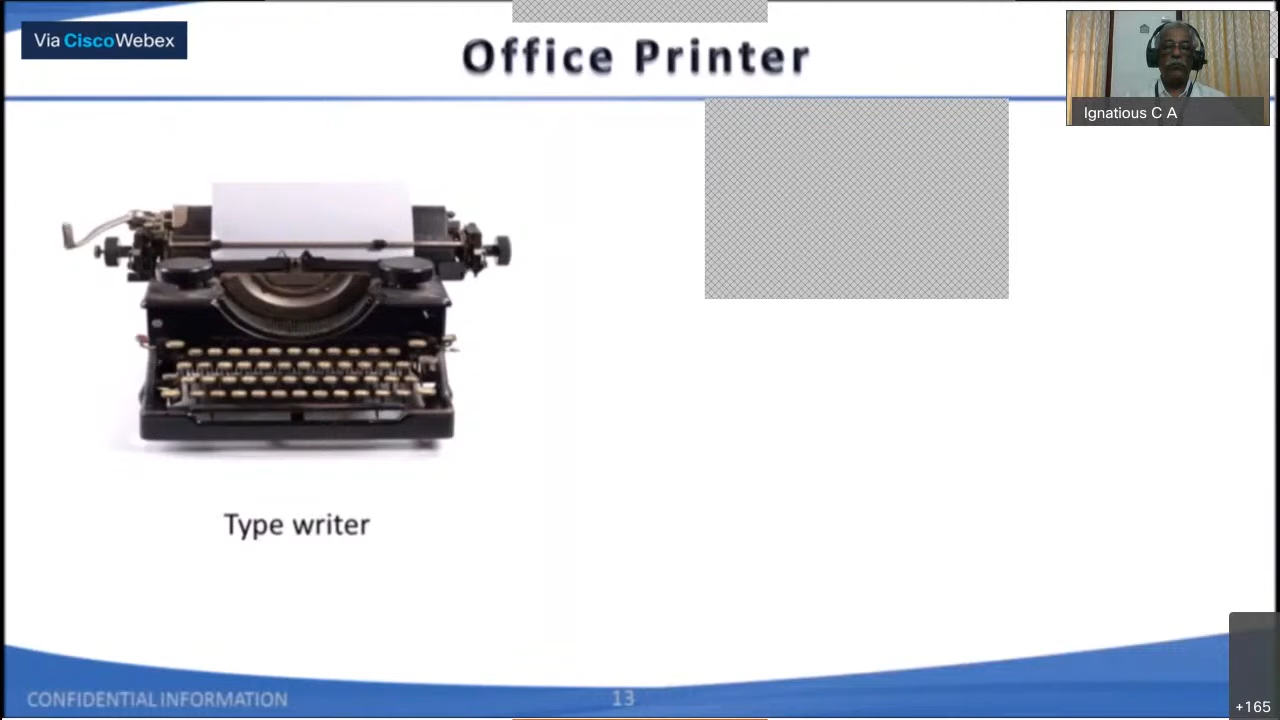 Via CiscoWebex
Office Printer
Ignatious C A
Type writer
CONFIDENTIAL INFORMATION
13
+165